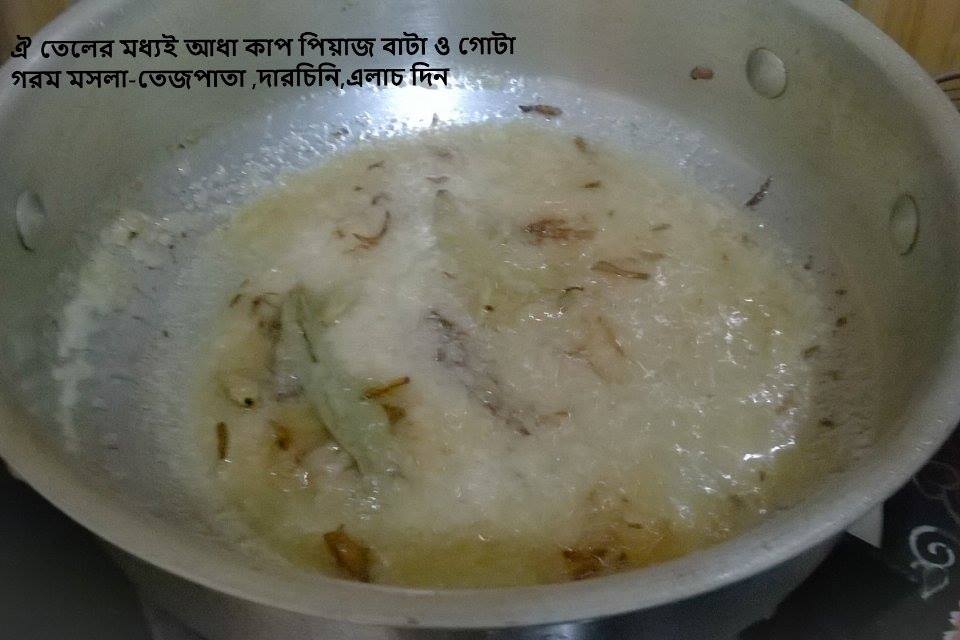 ঐ তেলের মধ্যই আধা কাপ পিয়াজ বাটা ও গোটা
গরম মসলা-তেজপাতা ,দারচিনি,এলাচ দিন